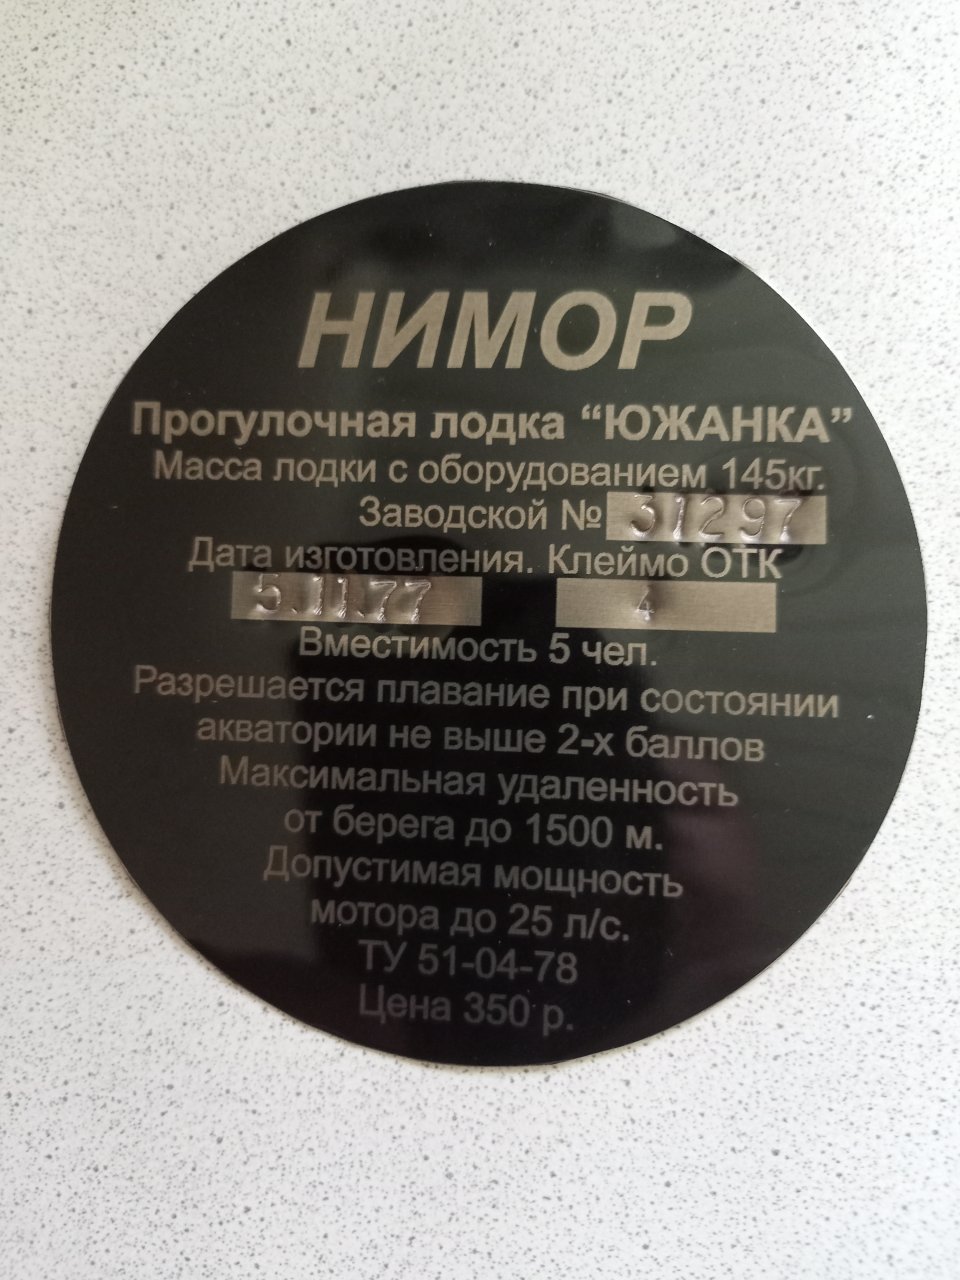 НИМОР
Прогулочная лодка “ЮЖАНКА”
Масса лодки с оборудованием 145кг.
Заводской № 31297
Дата изготовления. Клеймо ОТК
5.11.77 4
Вместимость 5 чел.
Разрешается плавание при состоянии
акватории не выше 2-х баллов
Максимальная удаленность
от берега до 1500 м.
Допустимая мощность
мотора до 25 л/с.
ТУ 51-04-78
Цена 350 р.